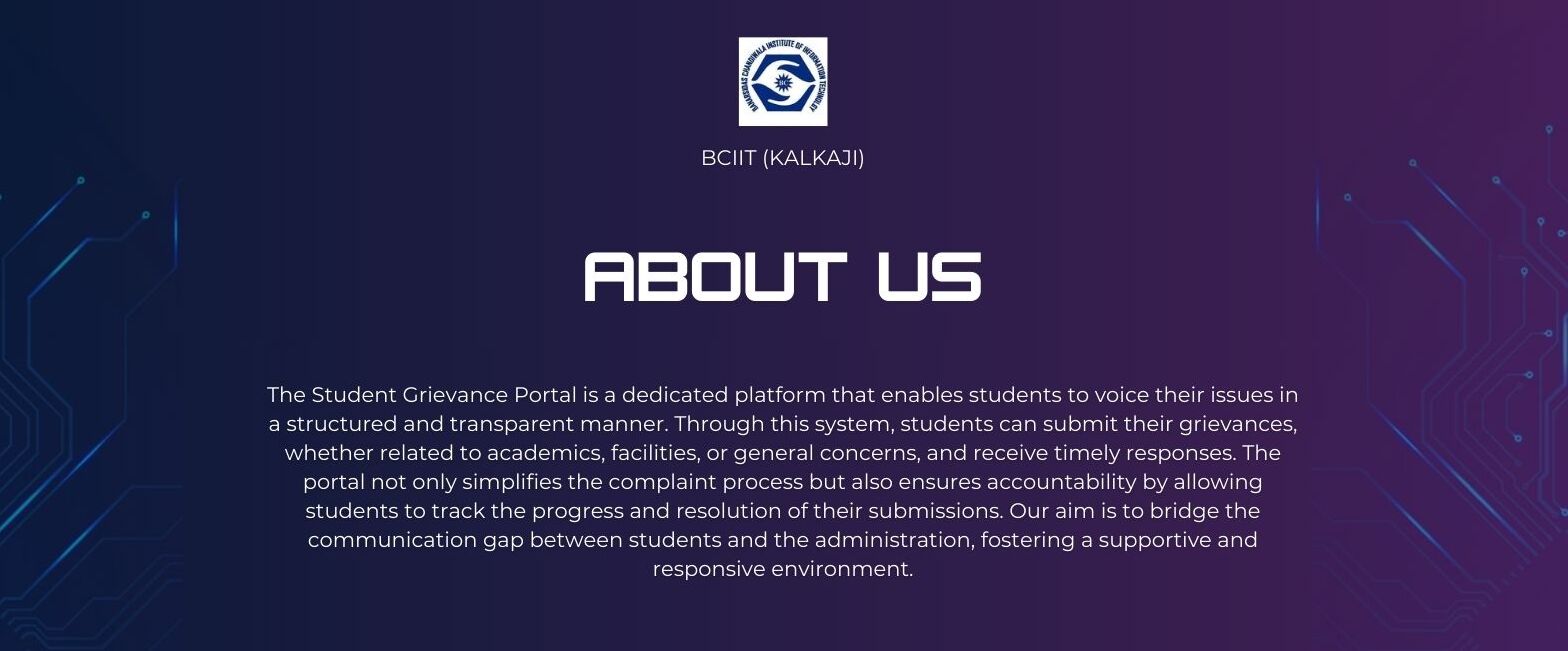 BANARSIDAS CHANDIWALA INSTITUTE OF INFORMATION TECHNOLOGY
BCIIT (KALKAJI)
ABOUT US
The Student Grievance Portal is a dedicated platform that enables students to voice their issues in
a structured and transparent manner. Through this system, students can submit their grievances,
whether related to academics, facilities, or general concerns, and receive timely responses. The
portal not only simplifies the complaint process but also ensures accountability by allowing
students to track the progress and resolution of their submissions. Our aim is to bridge the
communication gap between students and the administration, fostering a supportive and
responsive environment.